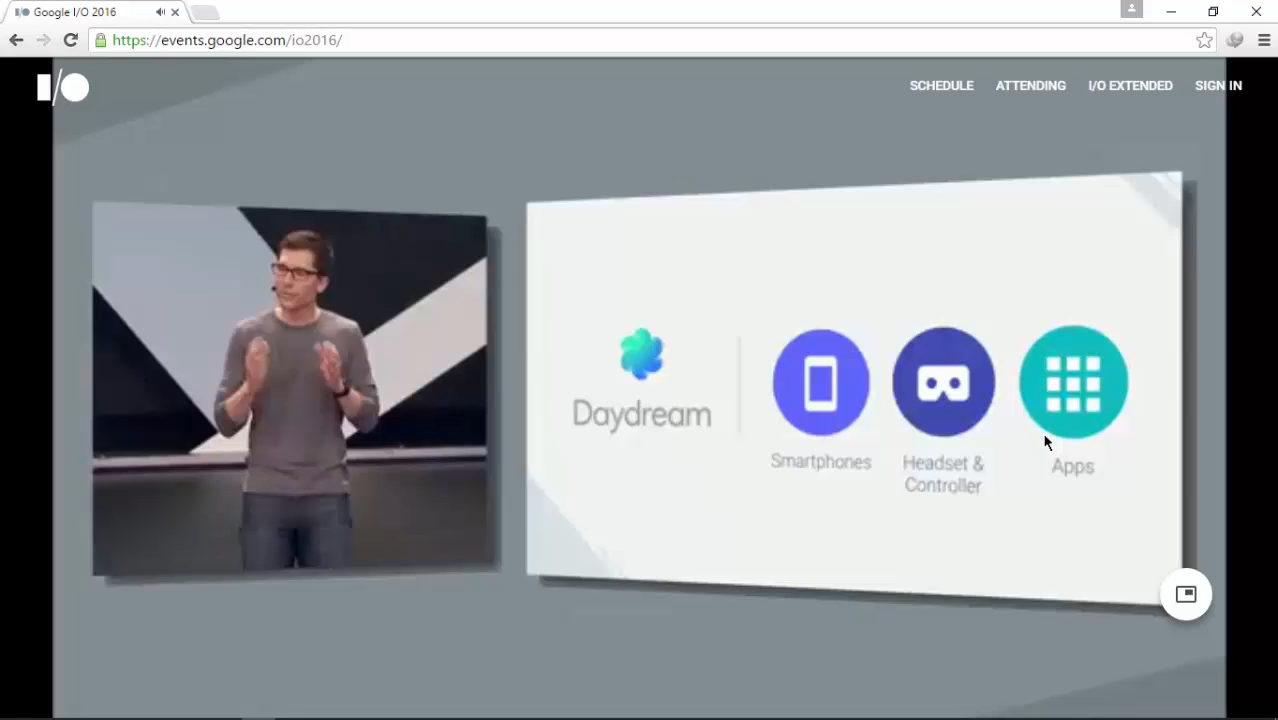 Google I/O 2016
https://events.google.com/io2016/
I/O
SCHEDULE
ATTENDING
I/O EXTENDED
SIGN IN
Daydream
Smartphones
Headset &
Controller
Apps